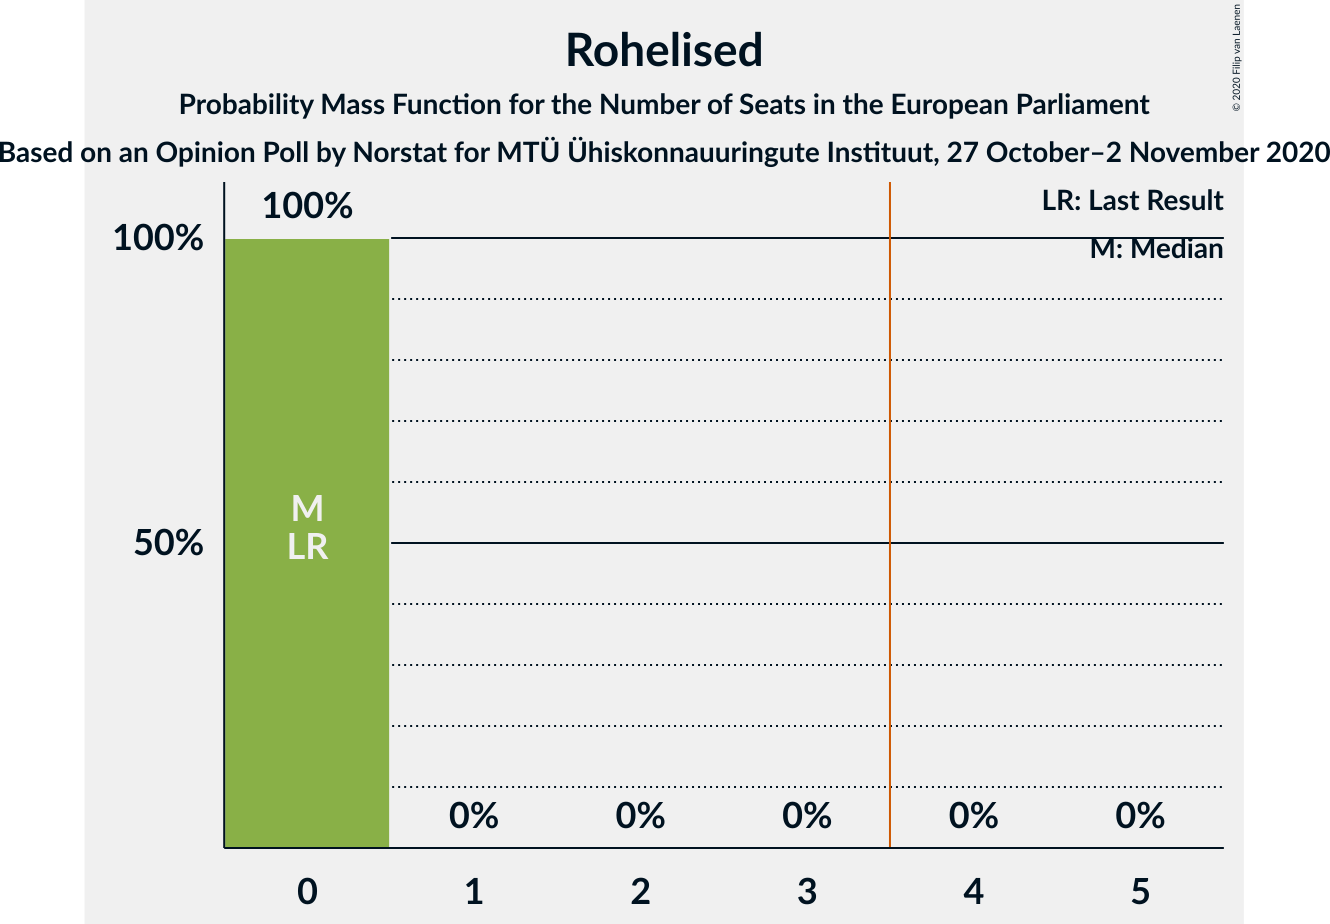 Rohelised
Probability Mass Function for the Number of Seats in the European Parliament
Based on an Opinion Poll by Norstat for MTÜ Ühiskonnauuringute Instituut, 27 October–2 November 2020
© 2020 Filip van Laenen
LR: Last Result
M: Median
100%
100%
50%
M
LR
0%
0%
0%
0%
0%
0
1
2
3
4
5